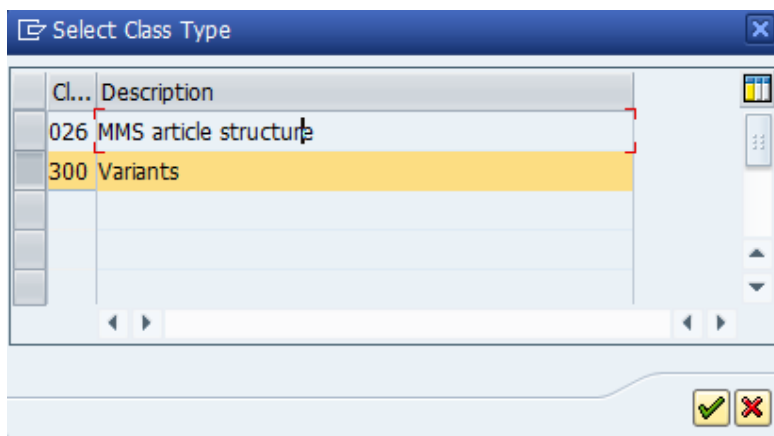 Select Class Type
Cl... Description
026 MMS article structure
300 Variants